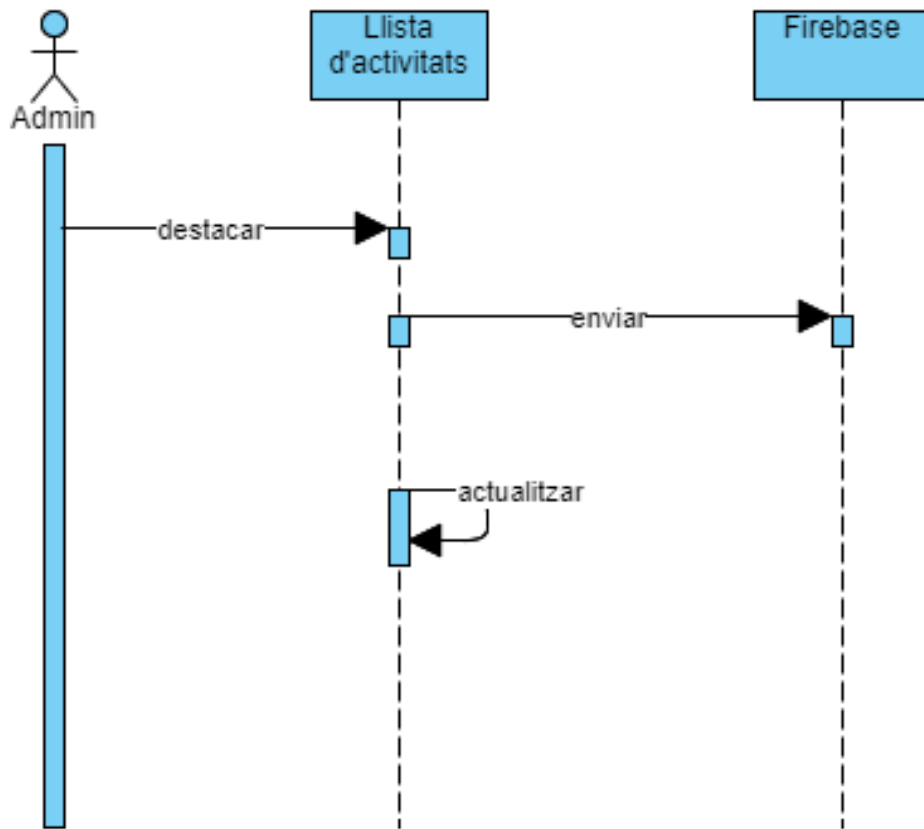 Llista
d'activitats
Firebase
Admin
destacar
enviar
actualitzar